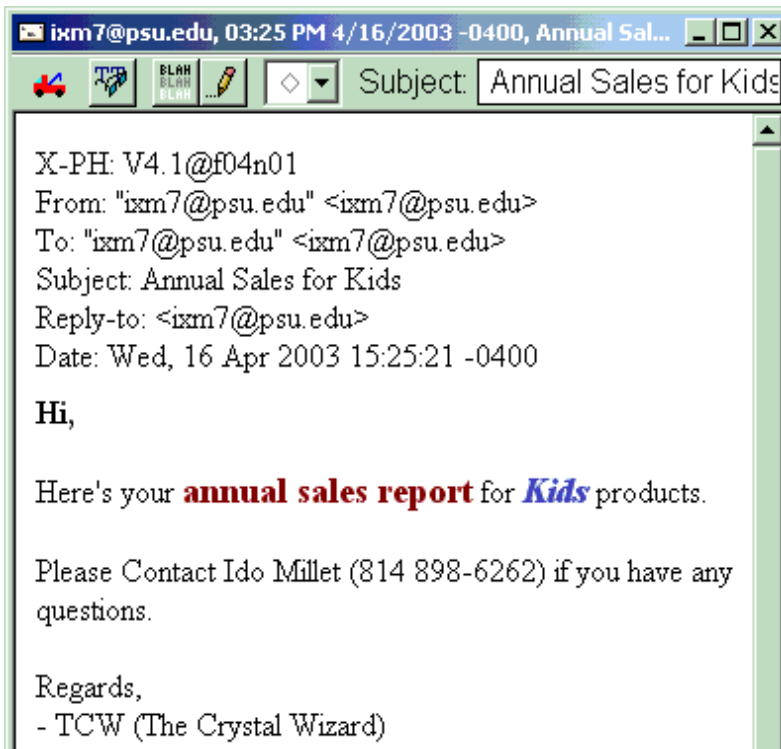 ixm7@psu.edu, 03:25 PM 4/16/2003 -0400, Annual Sal...
BLAH
BLAH
BLAH
Subject: Annual Sales for Kids
X-PH: V4.1@f04n01
From: "ixm7@psu.edu" <ixm7@psu.edu>
To: "ixm7@psu.edu" <ixm7@psu.edu>
Subject: Annual Sales for Kids
Reply-to: <ixm7@psu.edu>
Date: Wed, 16 Apr 2003 15:25:21 -0400
Hi,
Here's your annual sales report for Kids products.
Please Contact Ido Millet (814 898-6262) if you have any
questions.
Regards,
- TCW (The Crystal Wizard)